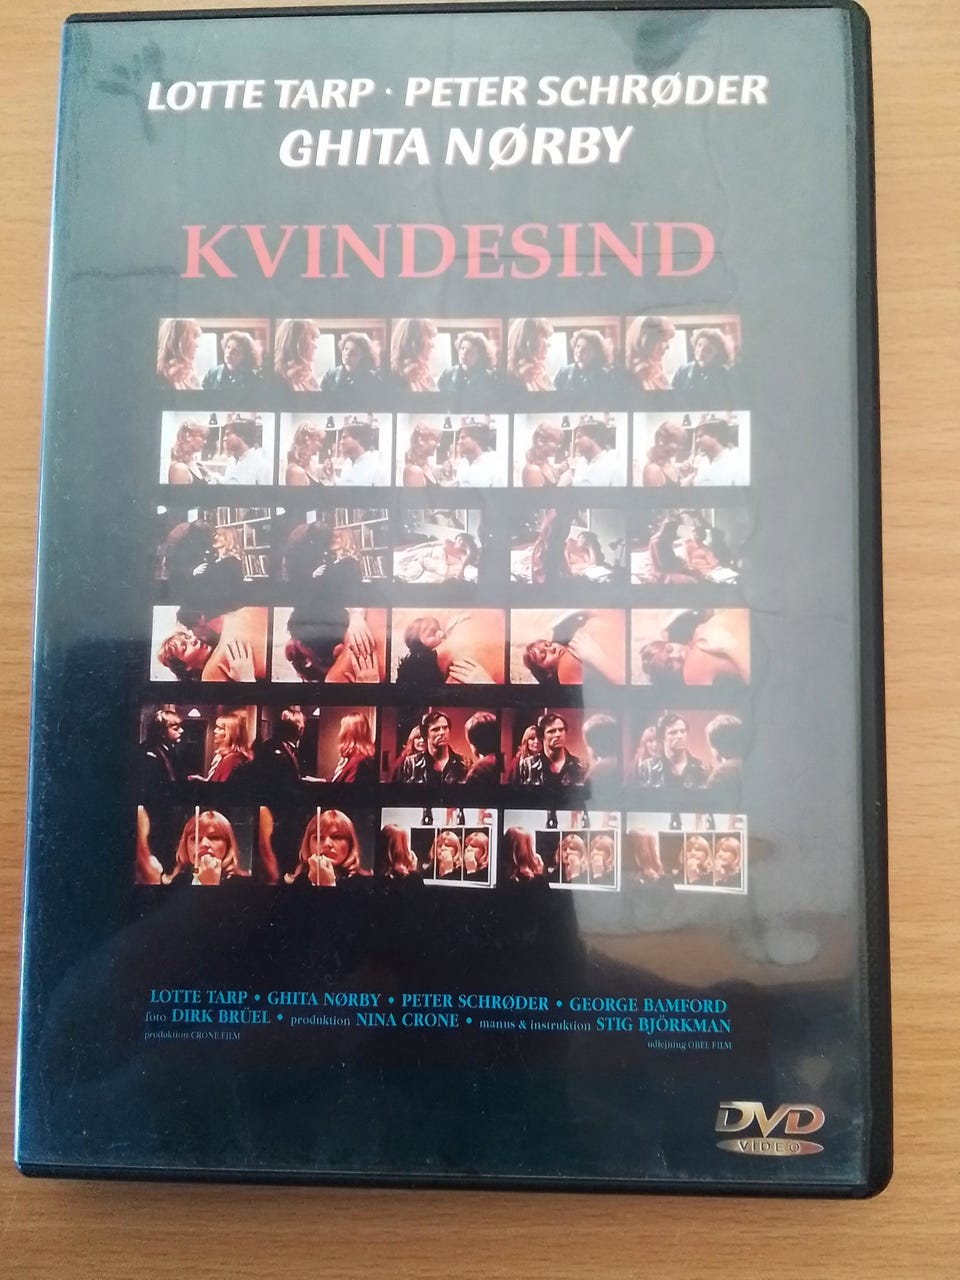 LOTTE TARP · PETER SCHRØDER
GHITA NØRBY
KVINDESIND
LOTTE TARP • GHITA NØRBY • PETER SCHRØDER • GEORGE BAMFORD
foto DIRK BRÜEL • produktion NINA CRONE • manus & instruktion STIG BJÖRKMAN
produktion CRONE FILM
udlejning OBEL FILM
DVD
VIDEO